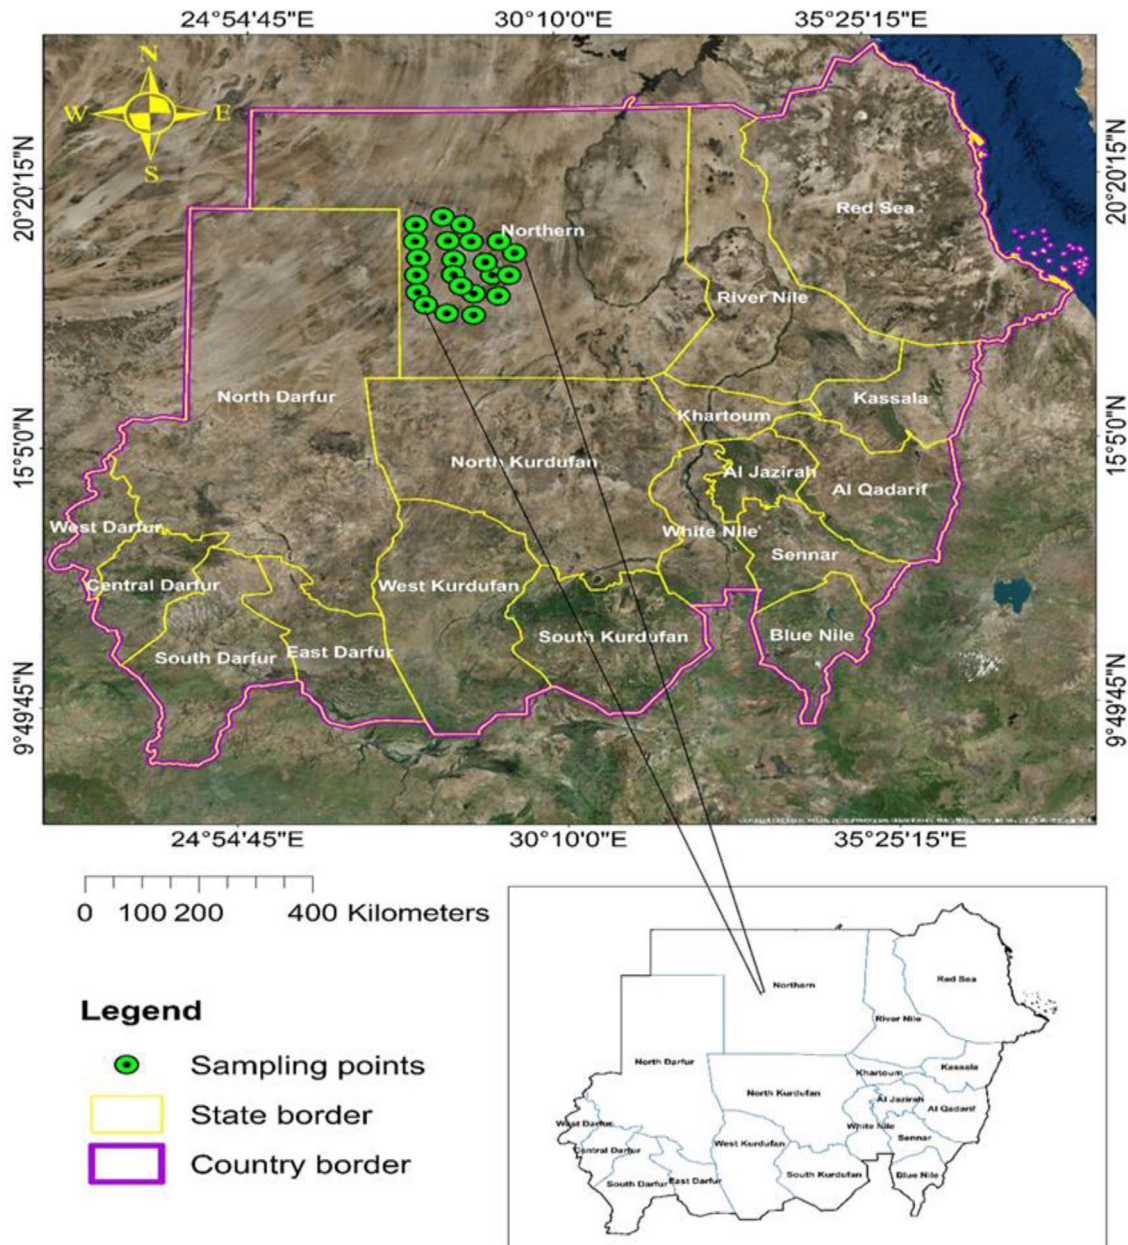 24°54'45"E 30°10'0"E 35°25'15"E
N
W E
S
20°20'15"N 20°20'15"N
Red Sea
Northern
River Nile
North Darfur
Kassala
Khartoum
15°5'0"N 15°5'0"N
North Kurdufan
Al Jazirah
Al Qadarif
West Darfur
White Nile
Sennar
Central Darfur
West Kurdufan
South Kurdufan
Blue Nile
South Darfur
East Darfur
9°49'45"N 9°49'45"N
24°54'45"E 30°10'0"E 35°25'15"E
0 100 200 400 Kilometers
Legend
Sampling points
State border
Country border
Red Sea
Northern
River Nile
North Darfur
Kassala
Khartoum
North Kurdufan
Al Jazirah
Al Qadarif
West Darfur
White Nile
Sennar
West Kurdufan
Central Darfur
South Kurdufan
Blue Nile
East Darfur
South Darfur